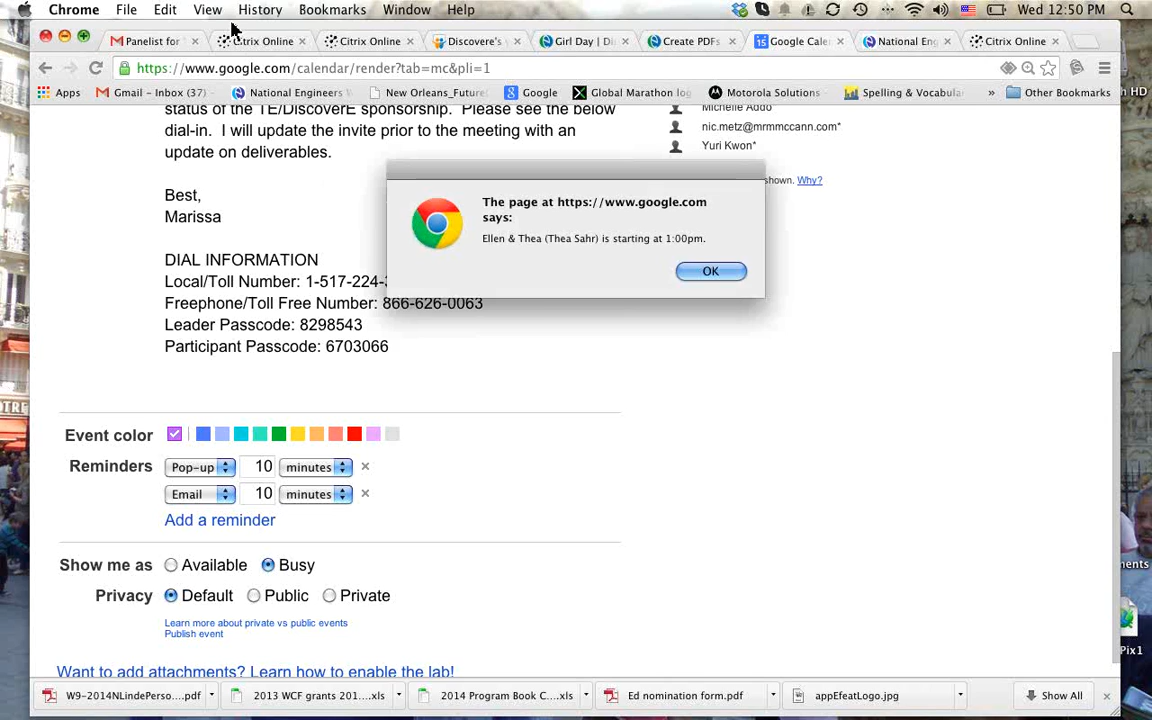 Chrome File Edit View History Bookmarks Window Help Wed 12:50 PM
Panelist for Citrix Online Citrix Online Discovere's Girl Day | Di Create PDFs Google Cale National Eng Citrix Online
https://www.google.com/calendar/render?tab=mc&pli=1
Apps Gmail - Inbox (37) National Engineers W New Orleans_Future Google Global Marathon log Motorola Solutions Spelling & Vocabular » Other Bookmarks
status of the TE/DiscoverE sponsorship. Please see the below
Michelle Addo
dial-in. I will update the invite prior to the meeting with an
nic.metz@mrmmccann.com*
update on deliverables.
Yuri Kwon*
shown. Why?
Best,
Marissa
The page at https://www.google.com
says:
Ellen & Thea (Thea Sahr) is starting at 1:00pm.
OK
DIAL INFORMATION
Local/Toll Number: 1-517-224-
Freephone/Toll Free Number: 866-626-0063
Leader Passcode: 8298543
Participant Passcode: 6703066
Event color
Reminders Pop-up 10 minutes ×
Email 10 minutes ×
Add a reminder
Show me as Available Busy
Privacy Default Public Private
Learn more about private vs public events
Publish event
Want to add attachments? Learn how to enable the lab!
W9-2014NLindePerso....pdf 2013 WCF grants 201....xls 2014 Program Book C....xls Ed nomination form.pdf appEfeatLogo.jpg Show All ×
HD
ments
Pix1